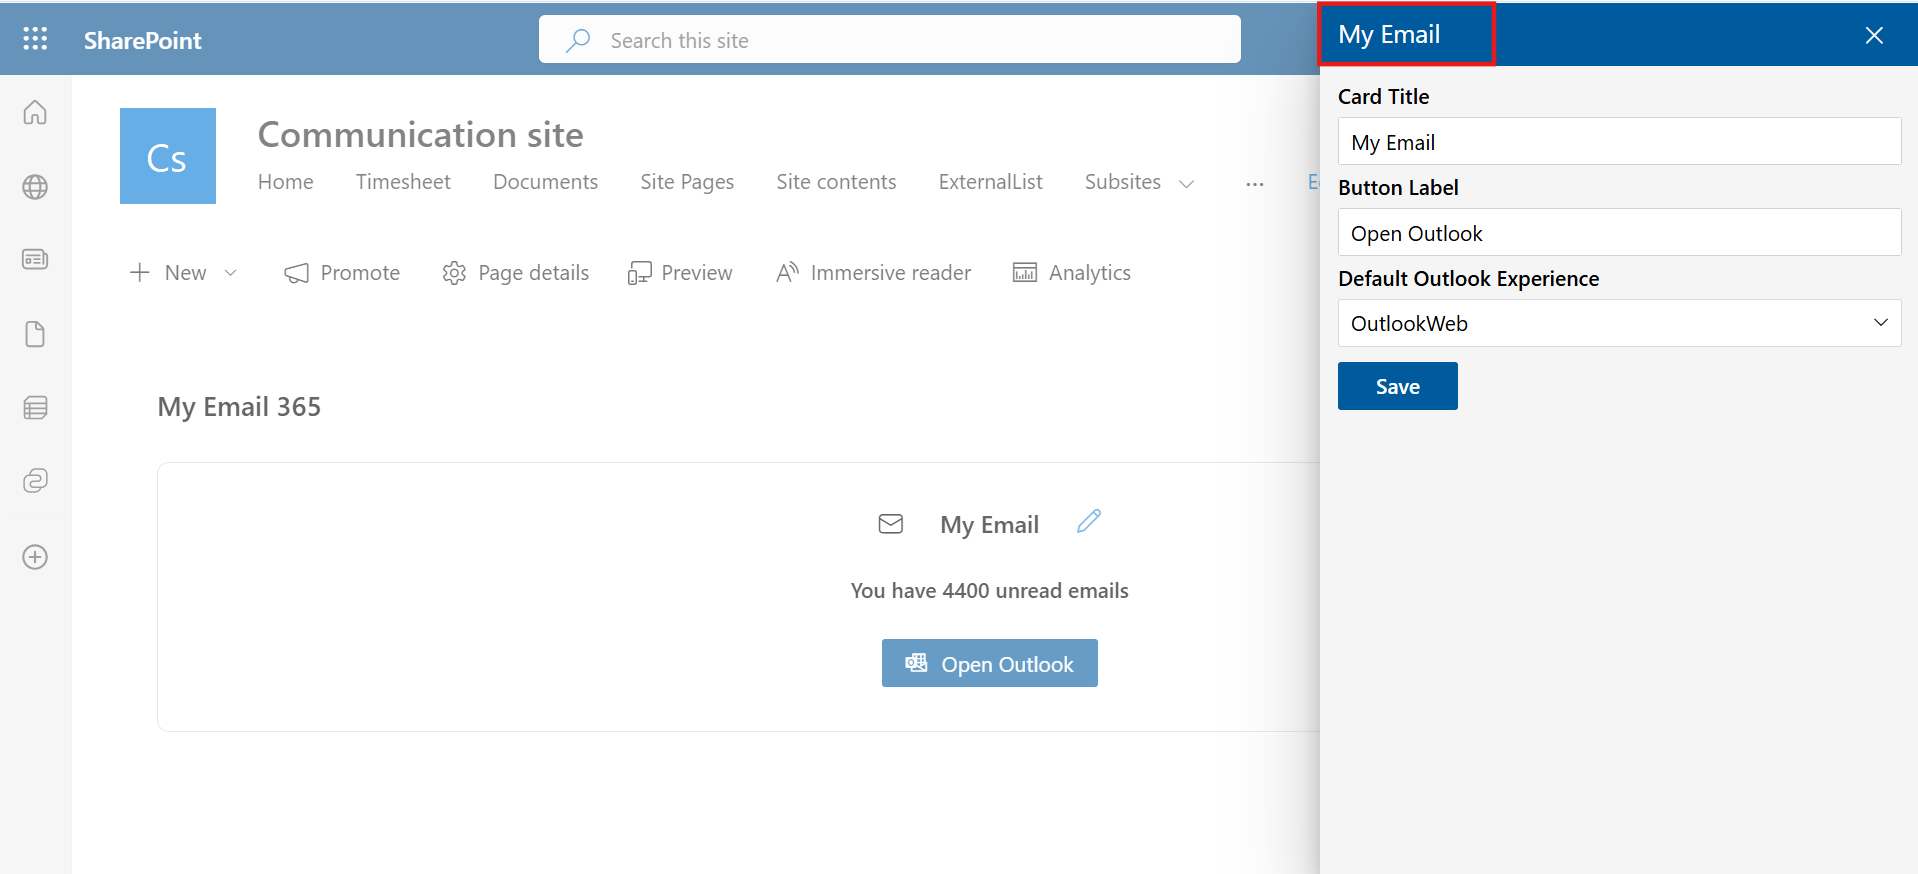 SharePoint
Search this site
My Email
Cs
Communication site
Home Timesheet Documents Site Pages Site contents ExternalList Subsites ...
New Promote Page details Preview Immersive reader Analytics
My Email 365
My Email
You have 4400 unread emails
Open Outlook
Card Title
My Email
Button Label
Open Outlook
Default Outlook Experience
OutlookWeb
Save